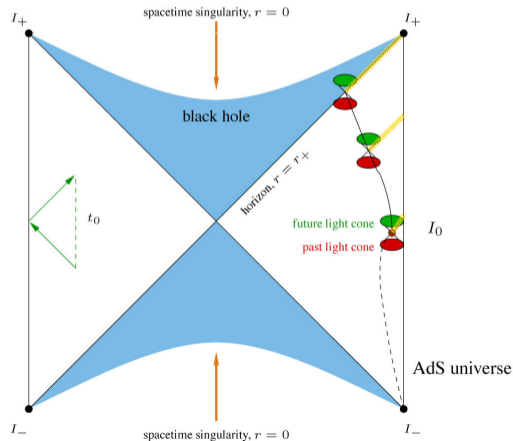 spacetime singularity, r = 0
I₊
I₊
black hole
horizon, r = r₊
t₀
future light cone
past light cone
I₀
AdS universe
I₋
I₋
spacetime singularity, r = 0